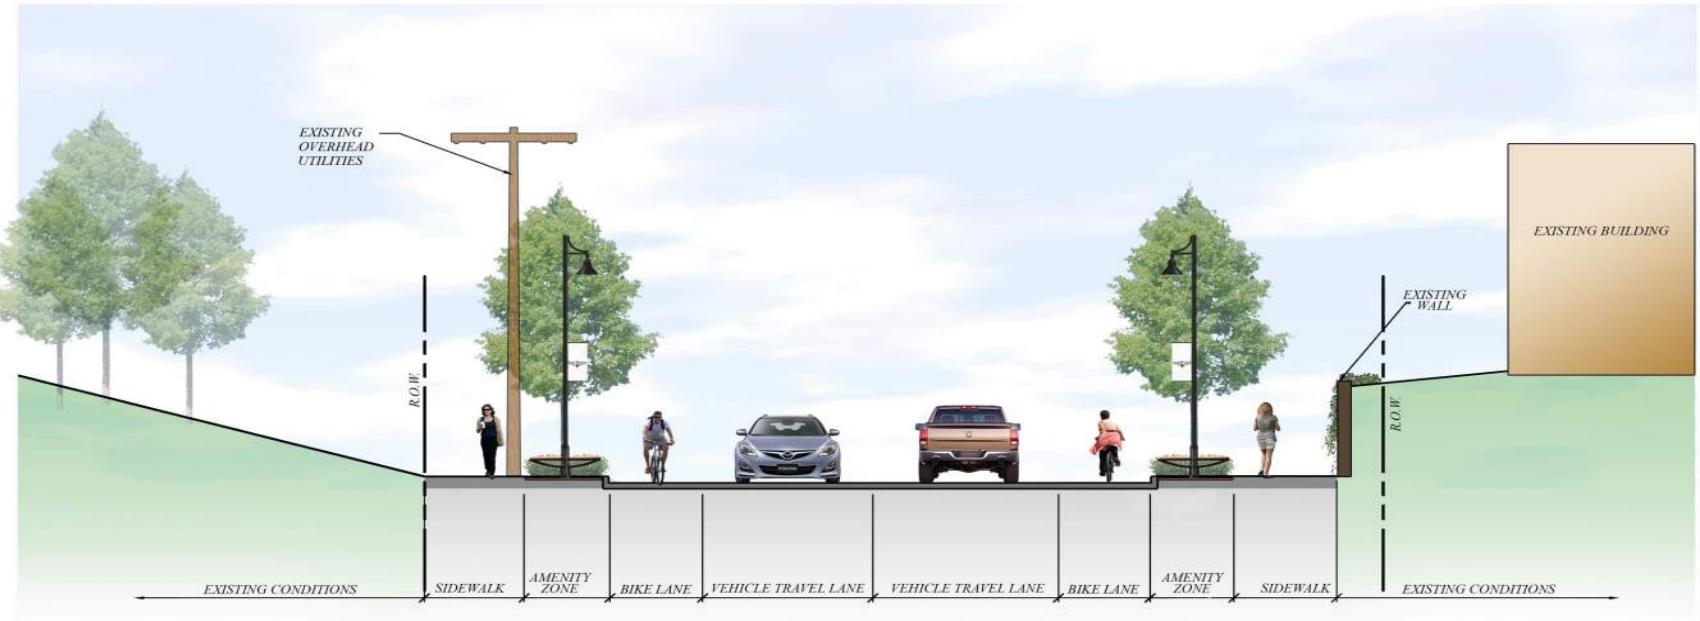 EXISTING
OVERHEAD
UTILITIES
EXISTING BUILDING
EXISTING
WALL
R.O.W.
R.O.W.
EXISTING CONDITIONS
SIDEWALK
AMENITY
ZONE
BIKE LANE
VEHICLE TRAVEL LANE
VEHICLE TRAVEL LANE
BIKE LANE
AMENITY
ZONE
SIDEWALK
EXISTING CONDITIONS